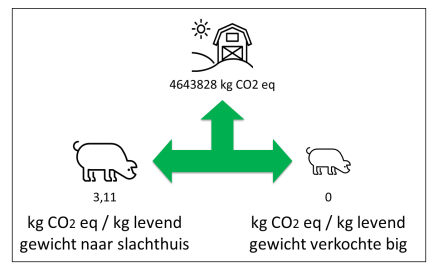 4643828 kg CO2 eq
3,11
kg CO2 eq / kg levend
gewicht naar slachthuis
0
kg CO2 eq / kg levend
gewicht verkochte big